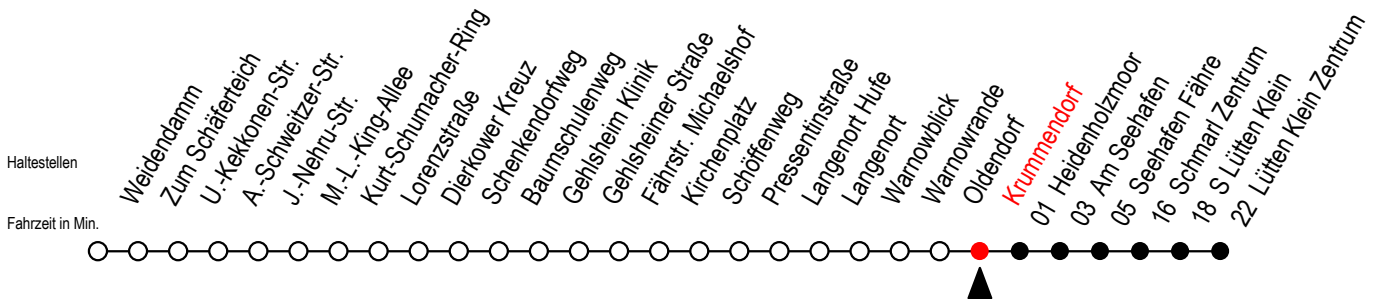 Haltestellen
Fahrzeit in Min.
Weidendamm
Zum Schäferteich
U.-Kekkonen-Str.
A.-Schweitzer-Str.
J.-Nehru-Str.
M.-L.-King-Allee
Kurt-Schumacher-Ring
Lorenzstraße
Dierkower Kreuz
Schenkendorfweg
Baumschulenweg
Gehlsheim Klinik
Gehlsheimer Straße
Fährstr. Michaelshof
Kirchenplatz
Schöffenweg
Pressentinstraße
Langenort Hufe
Langenort
Warnowblick
Warnowrande
Oldendorf
Krummendorf
01 Heidenholzmoor
03 Am Seehafen
05 Seehafen Fähre
16 Schmarl Zentrum
18 S Lütten Klein
22 Lütten Klein Zentrum